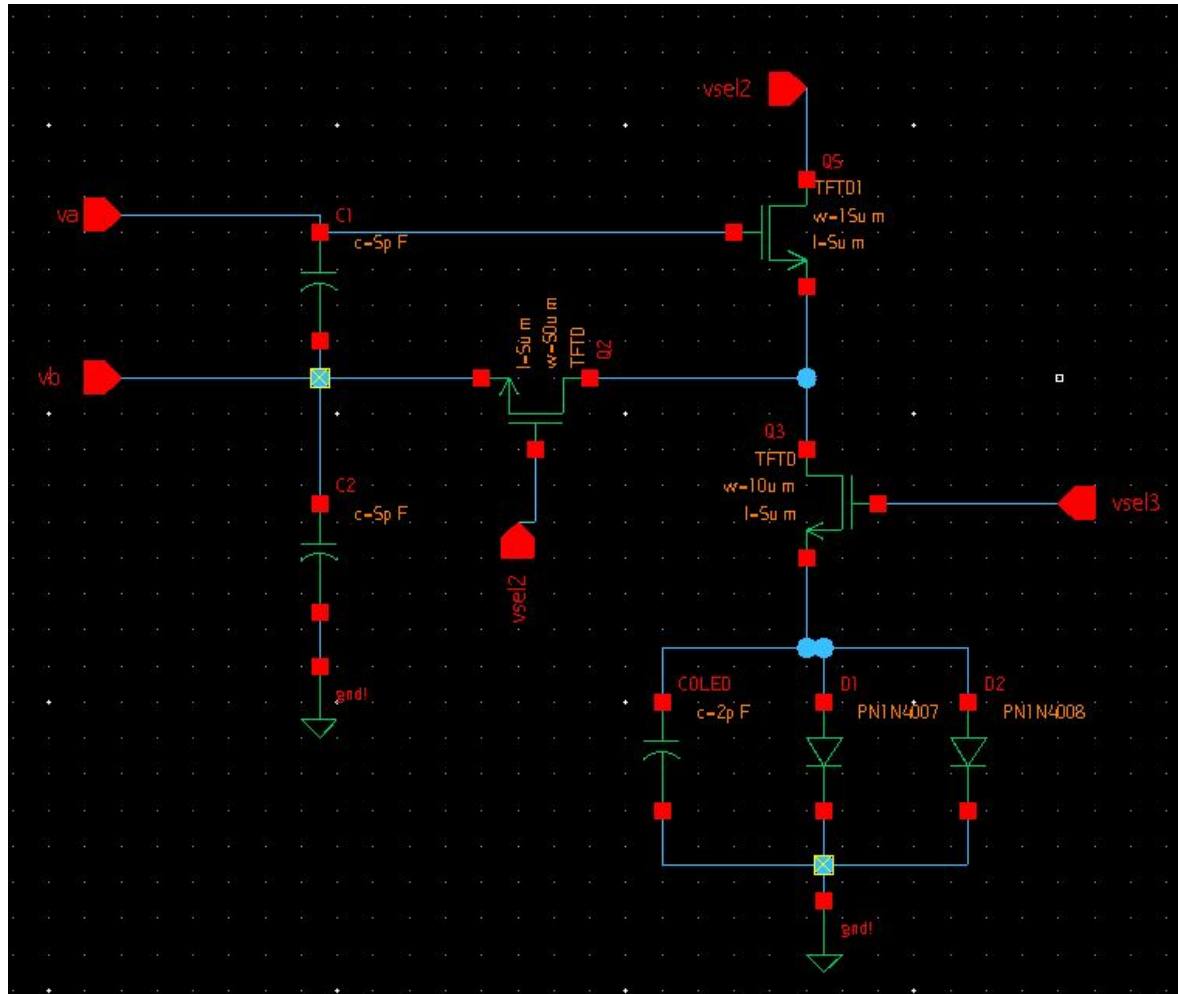 vsel2
Q5
TFTD1
w=15u m
l=5u m
va
C1
c=5p F
l=5u m
w=50u m
TFTD
Q2
vb
Q3
TFTD
w=10u m
l=5u m
vsel3
C2
c=5p F
vsel2
gnd!
COLED
c=2p F
D1
PN1N4007
D2
PN1N4008
gnd!